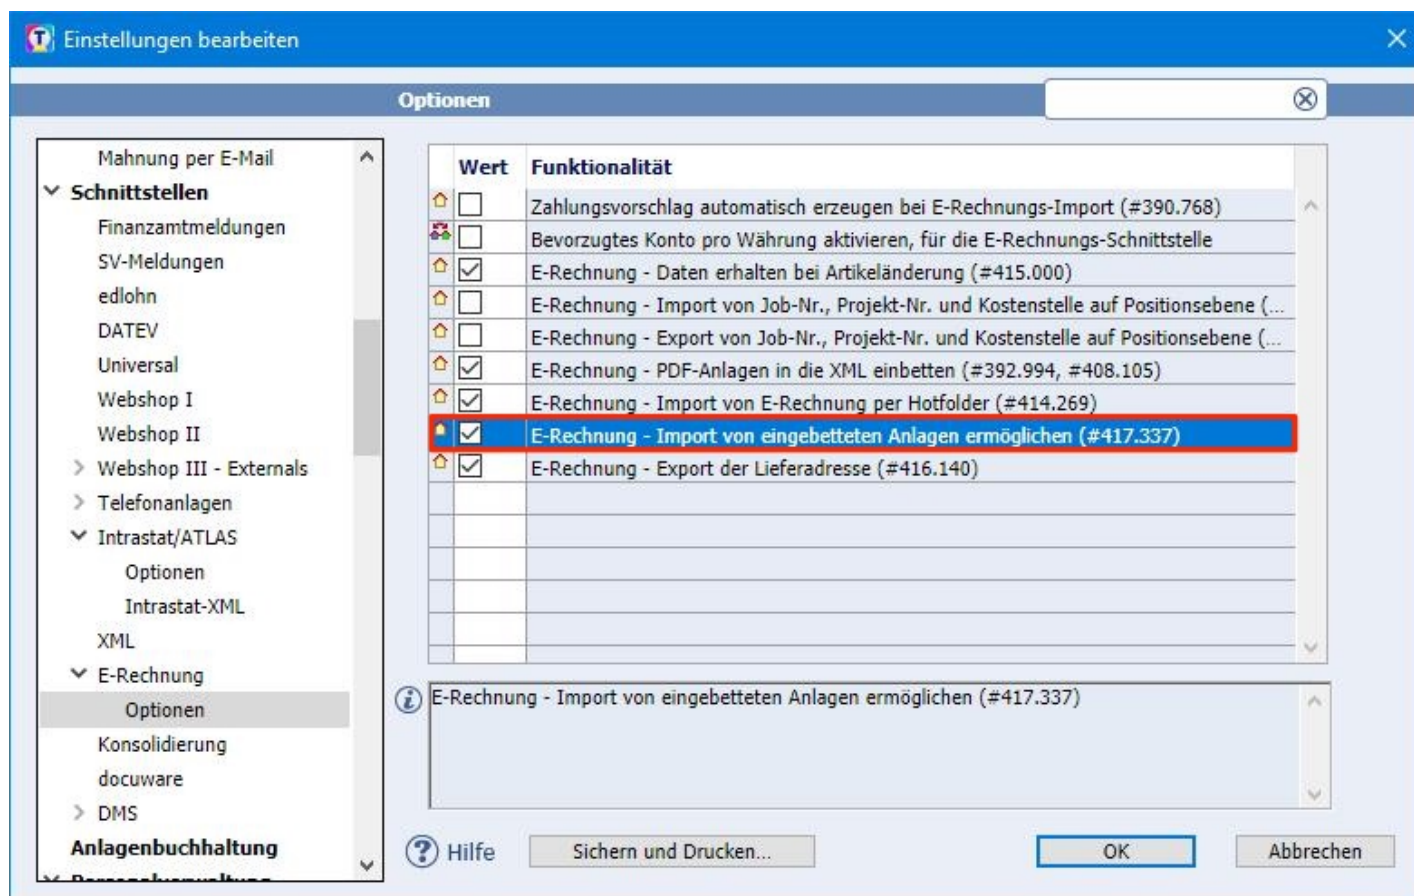 Einstellungen bearbeiten
Optionen
Mahnung per E-Mail
Schnittstellen
Finanzamtmeldungen
SV-Meldungen
edlohn
DATEV
Universal
Webshop I
Webshop II
Webshop III - Externals
Telefonanlagen
Intrastat/ATLAS
Optionen
Intrastat-XML
XML
E-Rechnung
Optionen
Konsolidierung
docuware
DMS
Anlagenbuchhaltung
Personalverwaltung
Wert Funktionalität
Zahlungsvorschlag automatisch erzeugen bei E-Rechnungs-Import (#390.768)
Bevorzugtes Konto pro Währung aktivieren, für die E-Rechnungs-Schnittstelle
E-Rechnung - Daten erhalten bei Artikeländerung (#415.000)
E-Rechnung - Import von Job-Nr., Projekt-Nr. und Kostenstelle auf Positionsebene (...
E-Rechnung - Export von Job-Nr., Projekt-Nr. und Kostenstelle auf Positionsebene (...
E-Rechnung - PDF-Anlagen in die XML einbetten (#392.994, #408.105)
E-Rechnung - Import von E-Rechnung per Hotfolder (#414.269)
E-Rechnung - Import von eingebetteten Anlagen ermöglichen (#417.337)
E-Rechnung - Export der Lieferadresse (#416.140)
E-Rechnung - Import von eingebetteten Anlagen ermöglichen (#417.337)
Hilfe
Sichern und Drucken...
OK
Abbrechen